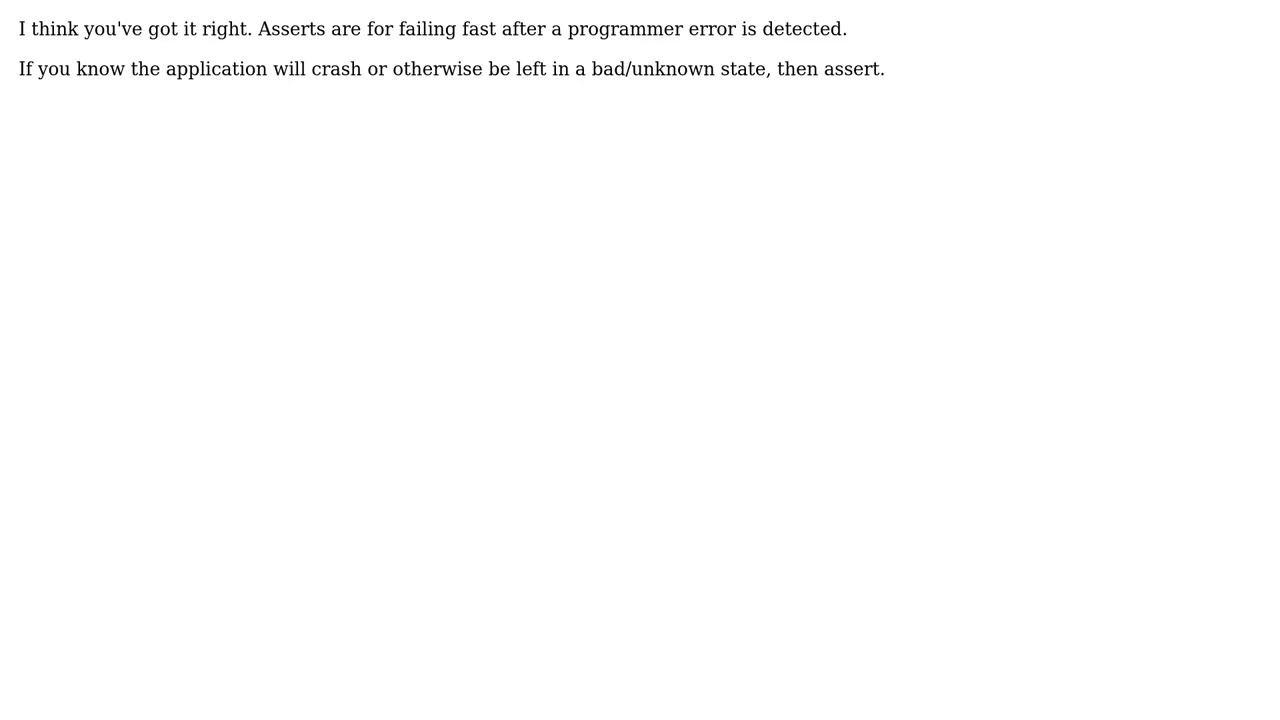 I think you've got it right. Asserts are for failing fast after a programmer error is detected.
If you know the application will crash or otherwise be left in a bad/unknown state, then assert.